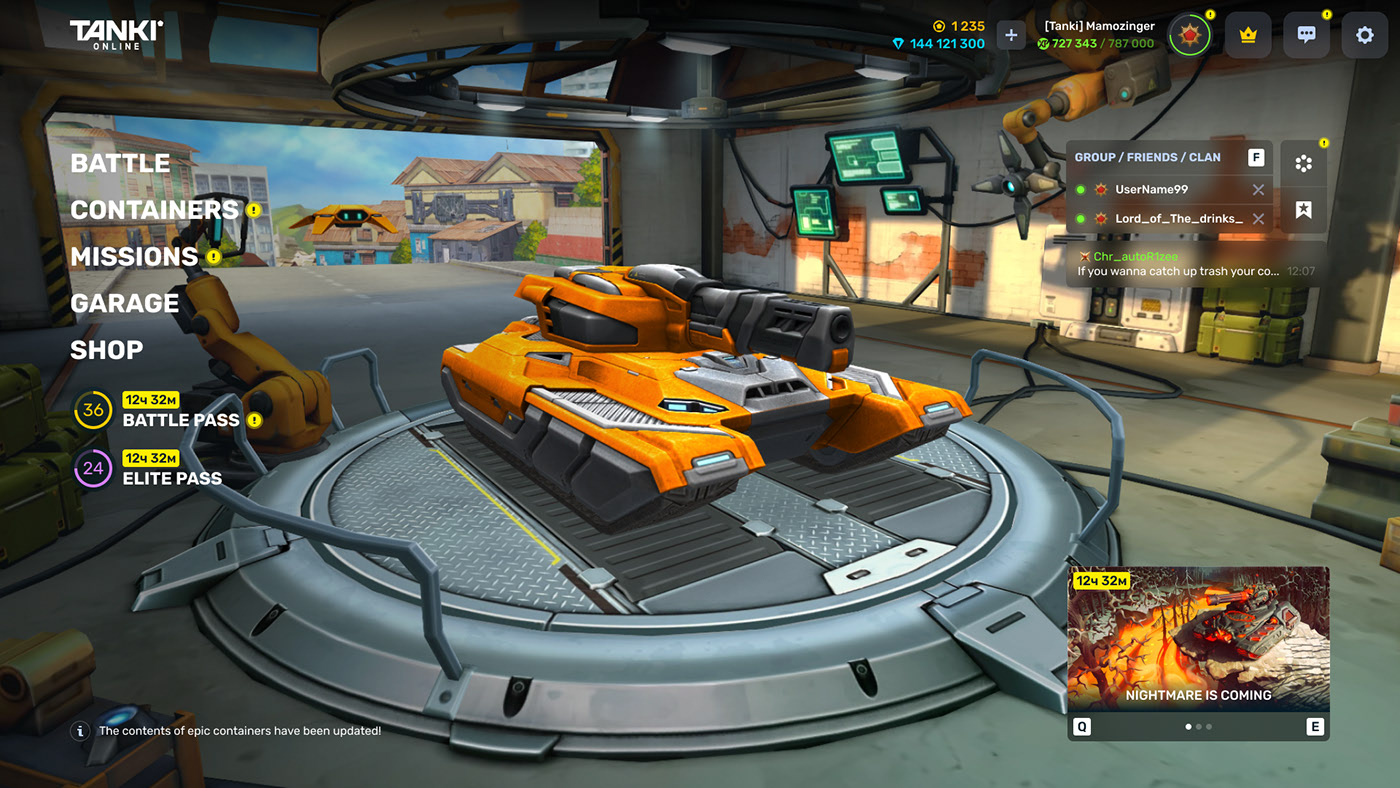 TANKI
ONLINE
1 235
144 121 300
+
[Tanki] Mamozinger
XP 727 343 / 787 000
BATTLE
CONTAINERS
MISSIONS
GARAGE
SHOP
36
12ч 32м
BATTLE PASS
24
12ч 32м
ELITE PASS
GROUP / FRIENDS / CLAN
F
UserName99
Lord_of_The_drinks_
Chr_autoR1zee
If you wanna catch up trash your co... 12:07
12ч 32м
NIGHTMARE IS COMING
Q
E
The contents of epic containers have been updated!